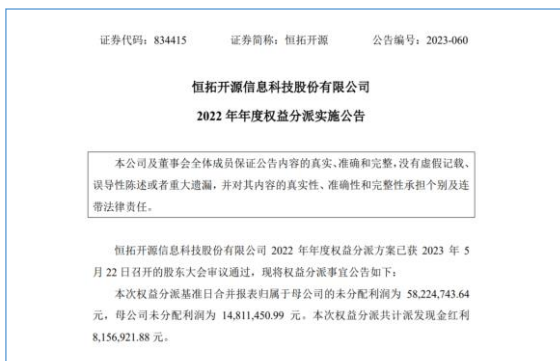 证券代码：834415 证券简称：恒拓开源 公告编号：2023-060
恒拓开源信息科技股份有限公司
2022 年年度权益分派实施公告
本公司及董事会全体成员保证公告内容的真实、准确和完整，没有虚假记载、
误导性陈述或者重大遗漏，并对其内容的真实性、准确性和完整性承担个别及连
带法律责任。
恒拓开源信息科技股份有限公司 2022 年年度权益分派方案已获 2023 年 5
月 22 日召开的股东大会审议通过，现将权益分派事宜公告如下：
本次权益分派基准日合并报表归属于母公司的未分配利润为 58,224,743.64
元，母公司未分配利润为 14,811,450.99 元。本次权益分派共计派发现金红利
8,156,921.88 元。